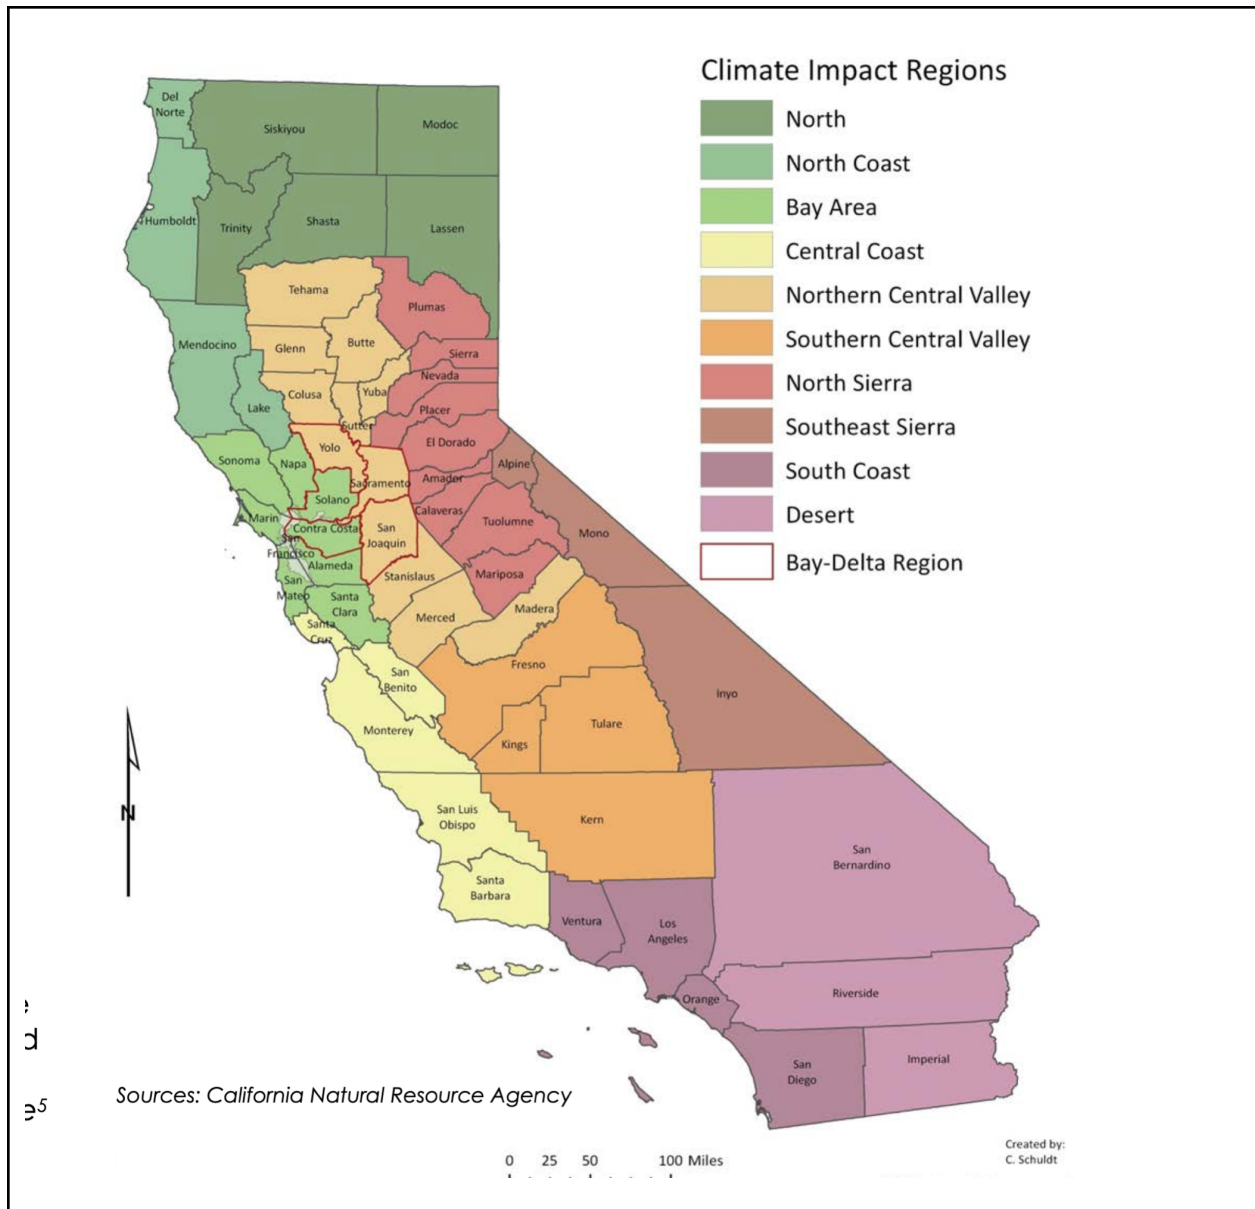 Climate Impact Regions
North
North Coast
Bay Area
Central Coast
Northern Central Valley
Southern Central Valley
North Sierra
Southeast Sierra
South Coast
Desert
Bay-Delta Region
Del
Norte
Siskiyou
Modoc
Humboldt
Trinity
Shasta
Lassen
Tehama
Plumas
Mendocino
Glenn
Butte
Sierra
Nevada
Colusa
Yuba
Lake
Placer
Sutter
El Dorado
Yolo
Sonoma
Napa
Alpine
Amador
Sacramento
Solano
Calaveras
Marin
Contra Costa
San
Joaquin
Tuolumne
Mono
San
Francisco
Alameda
Stanislaus
Mariposa
San
Mateo
Santa
Clara
Merced
Madera
Santa
Cruz
Fresno
San
Benito
Inyo
Monterey
Kings
Tulare
San Luis
Obispo
Kern
San
Bernardino
Santa
Barbara
Ventura
Los
Angeles
Orange
Riverside
San
Diego
Imperial
N
d
e5
Sources: California Natural Resource Agency
0 25 50 100 Miles
Created by:
C. Schuldt